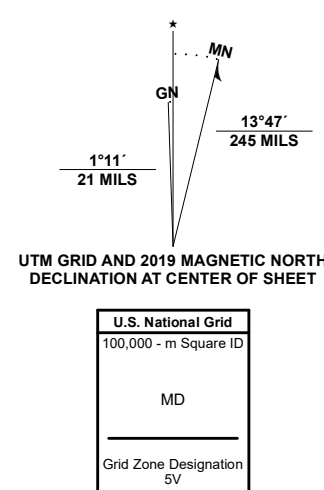 MN
GN
13°47´
245 MILS
1°11´
21 MILS
UTM GRID AND 2019 MAGNETIC NORTH
DECLINATION AT CENTER OF SHEET
U.S. National Grid
100,000 - m Square ID
MD
Grid Zone Designation
5V